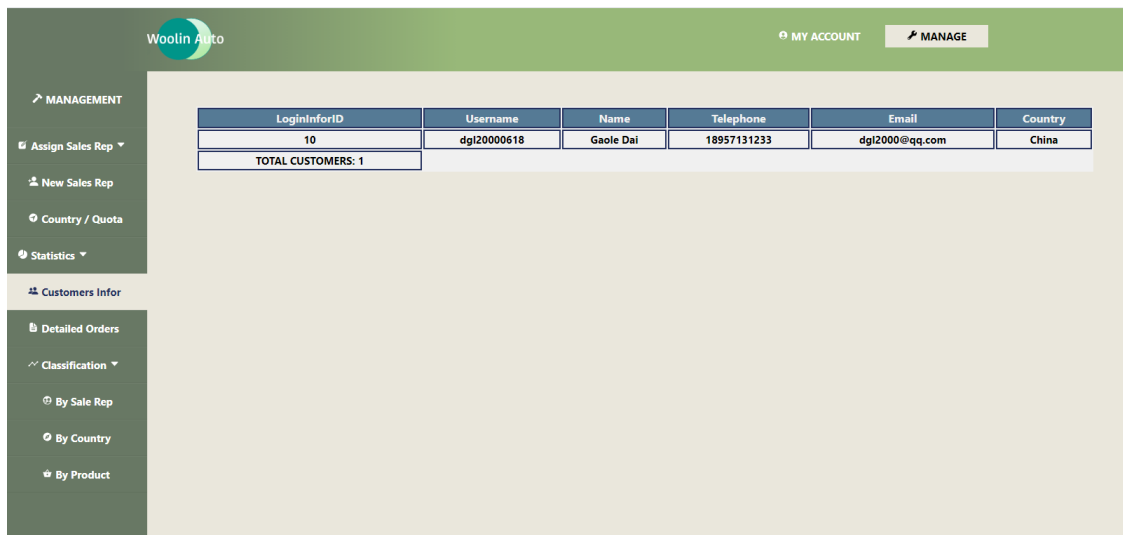 Woolin Auto
MY ACCOUNT
MANAGE
MANAGEMENT
Assign Sales Rep
New Sales Rep
Country / Quota
Statistics
Customers Infor
Detailed Orders
Classification
By Sale Rep
By Country
By Product
LoginInforID Username Name Telephone Email Country
10 dgl20000618 Gaole Dai 18957131233 dgl2000@qq.com China
TOTAL CUSTOMERS: 1